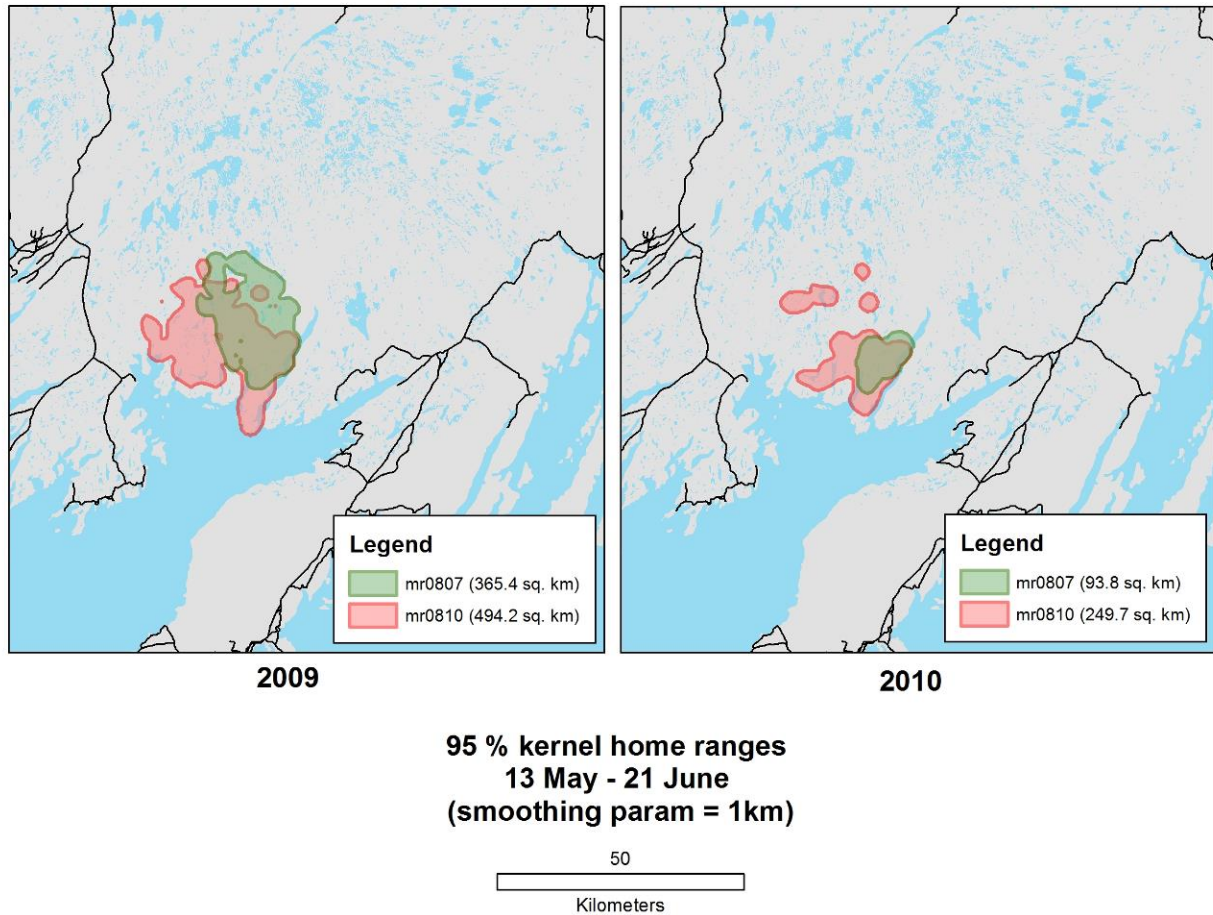 Legend
mr0807 (365.4 sq. km)
mr0810 (494.2 sq. km)
2009
Legend
mr0807 (93.8 sq. km)
mr0810 (249.7 sq. km)
2010
95 % kernel home ranges
13 May - 21 June
(smoothing param = 1km)
50
Kilometers